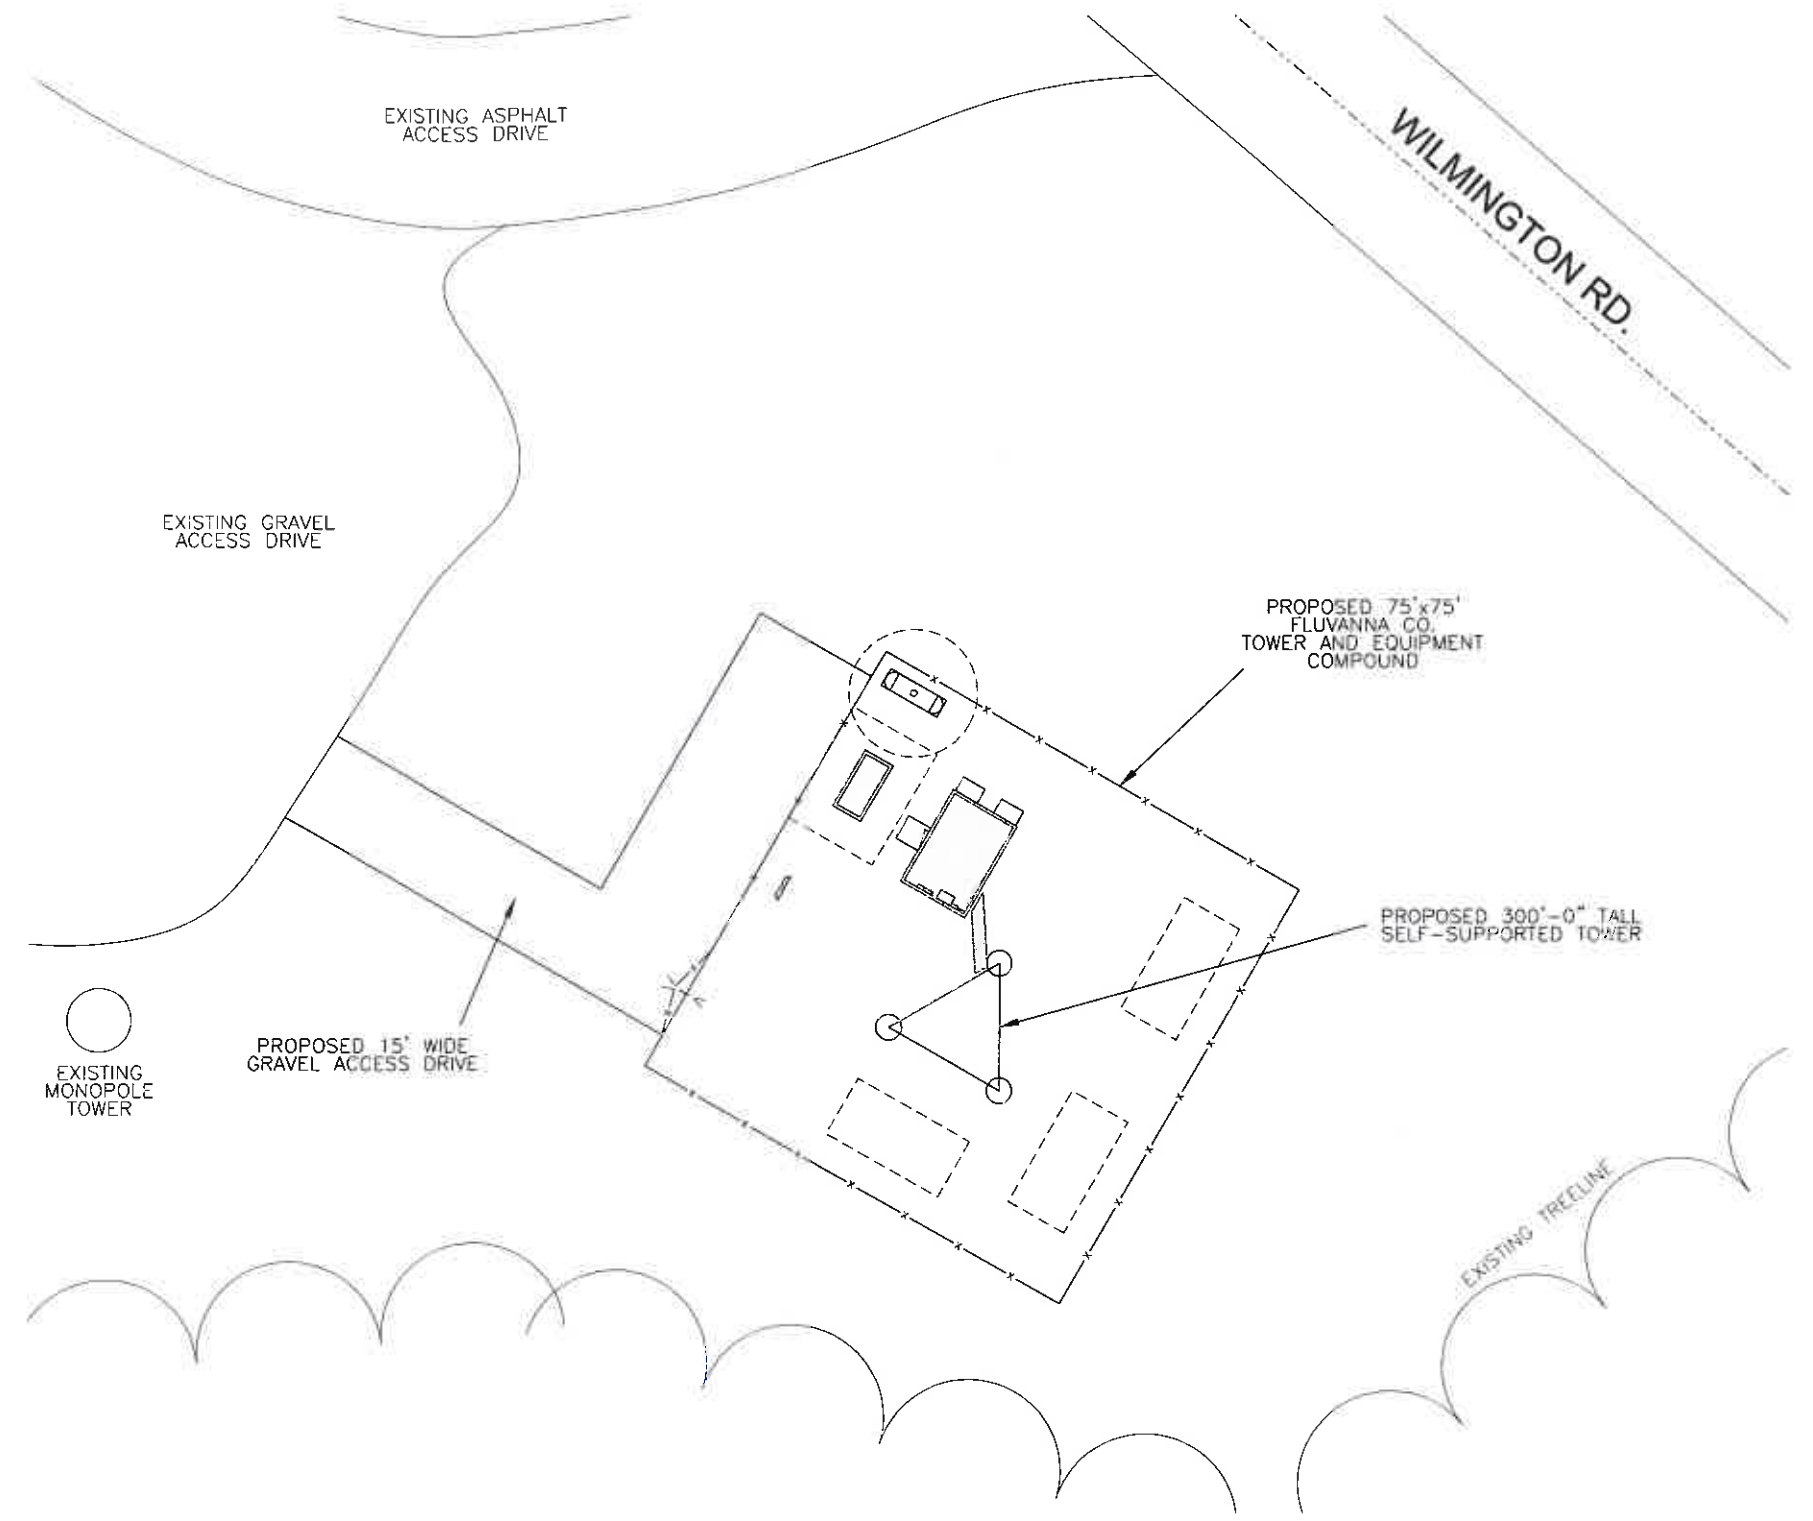 EXISTING ASPHALT
ACCESS DRIVE
WILMINGTON RD.
EXISTING GRAVEL
ACCESS DRIVE
PROPOSED 75'x75'
FLUVANNA CO.
TOWER AND EQUIPMENT
COMPOUND
PROPOSED 300'-0" TALL
SELF-SUPPORTED TOWER
PROPOSED 15' WIDE
GRAVEL ACCESS DRIVE
EXISTING
MONOPOLE
TOWER
EXISTING TREELINE